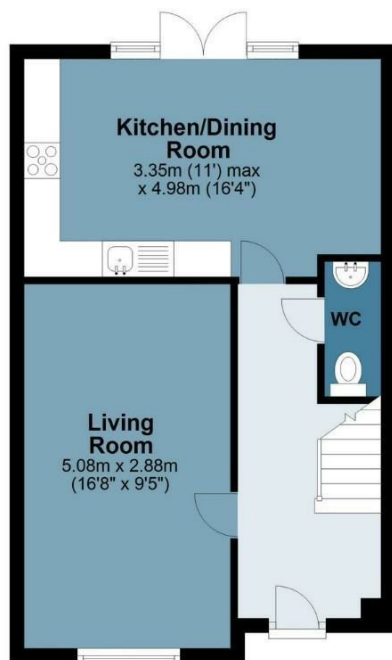 Kitchen/Dining
Room
3.35m (11') max
x 4.98m (16'4")
WC
Living
Room
5.08m x 2.88m
(16'8" x 9'5")